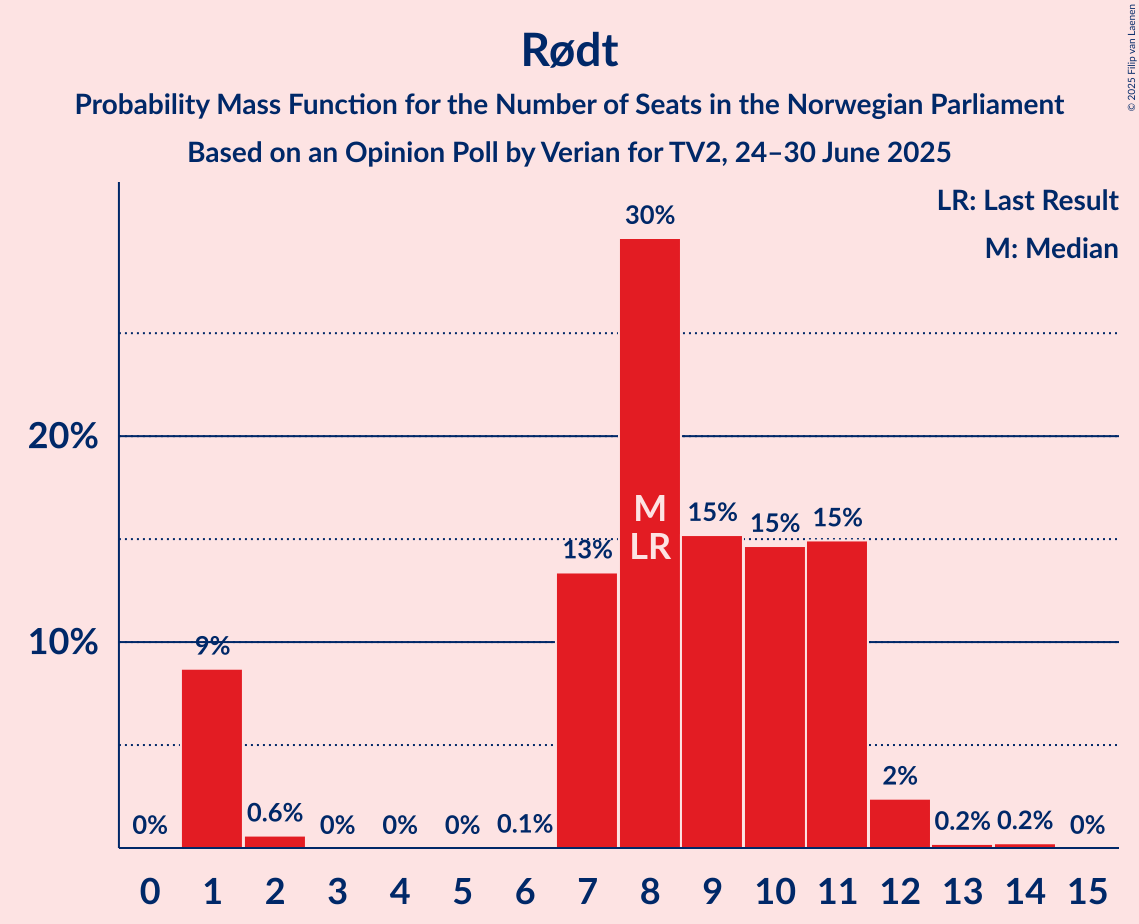 Rødt
Probability Mass Function for the Number of Seats in the Norwegian Parliament
Based on an Opinion Poll by Verian for TV2, 24–30 June 2025
© 2025 Filip van Laenen
LR: Last Result
M: Median
20%
10%
0%
9%
0.6%
0%
0%
0%
0.1%
13%
30%
M
LR
15%
15%
15%
2%
0.2%
0.2%
0%
0 1 2 3 4 5 6 7 8 9 10 11 12 13 14 15